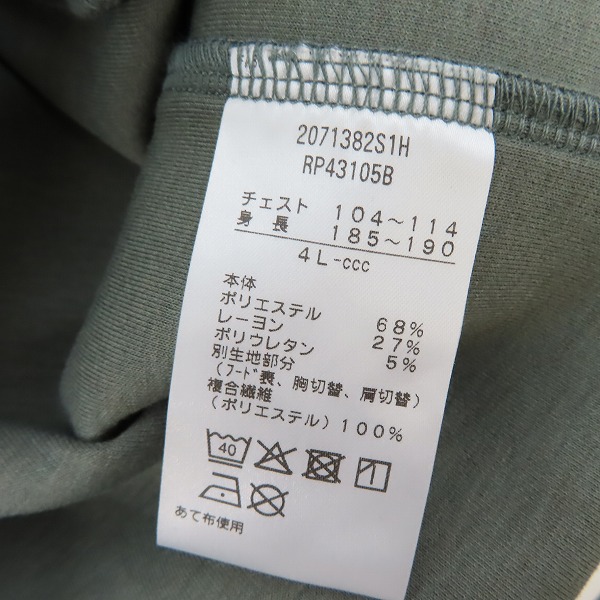 2071382S1H
RP43105B
チェスト 104～114
身長 185～190
4L-ccc
本体
ポリエステル 68%
レーヨン 27%
ポリウレタン 5%
別生地部分
(フード表、胸切替、肩切替)
複合繊維
(ポリエステル) 100%
40
あて布使用